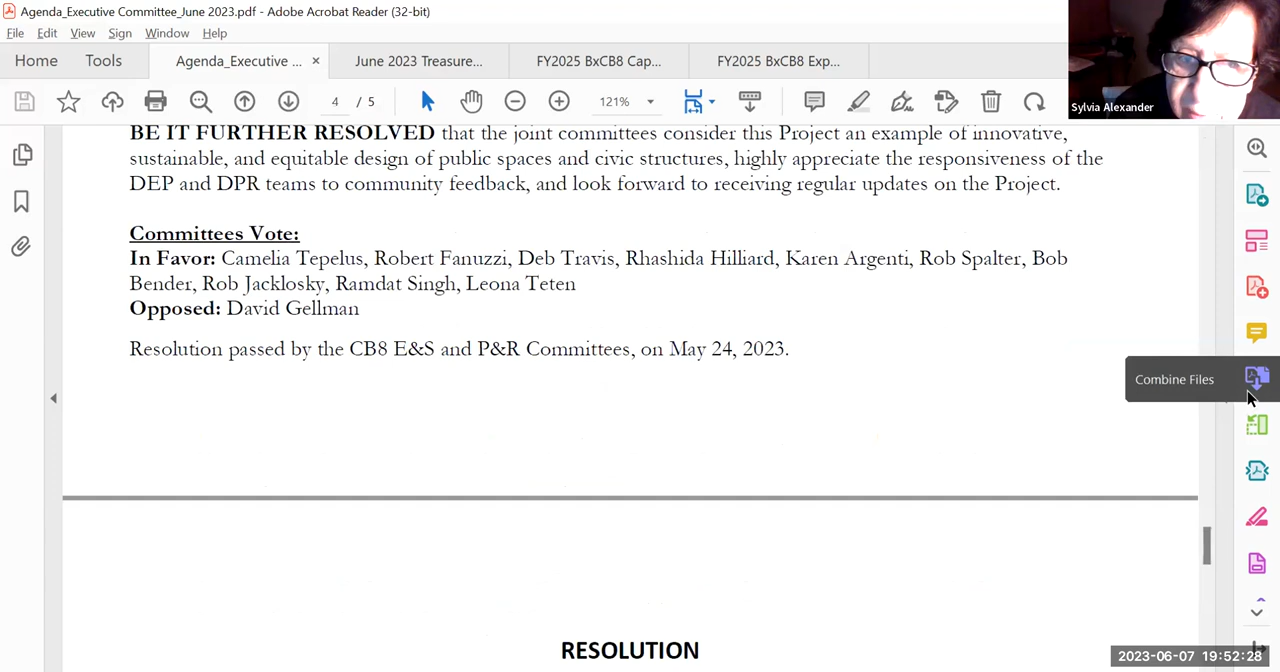 Agenda_Executive Committee_June 2023.pdf - Adobe Acrobat Reader (32-bit)
File Edit View Sign Window Help
Home Tools Agenda_Executive ... × June 2023 Treasure... FY2025 BxCB8 Cap... FY2025 BxCB8 Exp...
4 / 5 121%
Sylvia Alexander
BE IT FURTHER RESOLVED that the joint committees consider this Project an example of innovative,
sustainable, and equitable design of public spaces and civic structures, highly appreciate the responsiveness of the
DEP and DPR teams to community feedback, and look forward to receiving regular updates on the Project.
Committees Vote:
In Favor: Camelia Tepelus, Robert Fanuzzi, Deb Travis, Rhashida Hilliard, Karen Argenti, Rob Spalter, Bob
Bender, Rob Jacklosky, Ramdat Singh, Leona Teten
Opposed: David Gellman
Resolution passed by the CB8 E&S and P&R Committees, on May 24, 2023.
Combine Files
RESOLUTION
2023-06-07 19:52:28